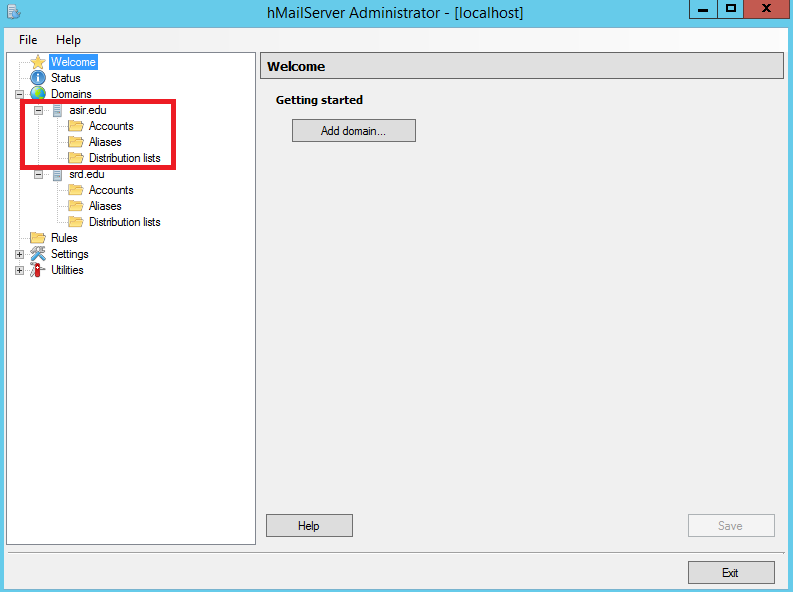 hMailServer Administrator - [localhost]
File Help
Welcome
Status
Domains
asir.edu
Accounts
Aliases
Distribution lists
srd.edu
Accounts
Aliases
Distribution lists
Rules
Settings
Utilities
Welcome
Getting started
Add domain...
Help
Save
Exit